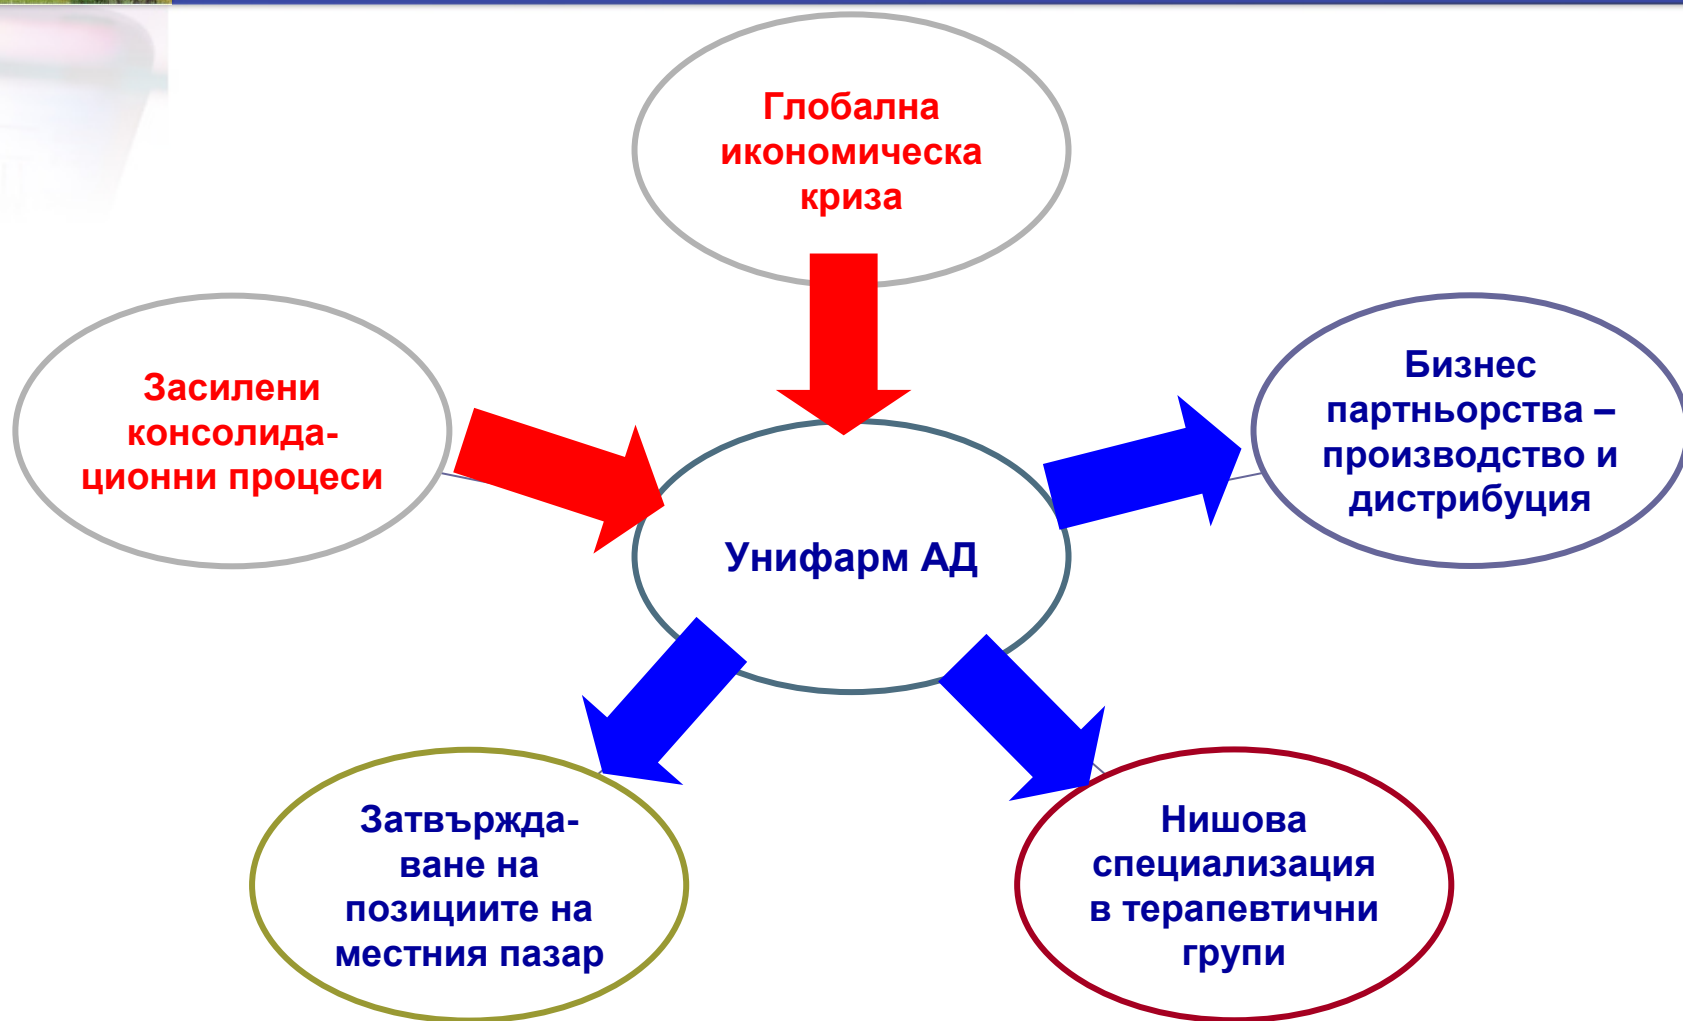 Глобална
икономическа
криза
Засилени
консолида-
ционни процеси
Бизнес
партньорства –
производство и
дистрибуция
Унифарм АД
Затвържда-
ване на
позициите на
местния пазар
Нишова
специализация
в терапевтични
групи